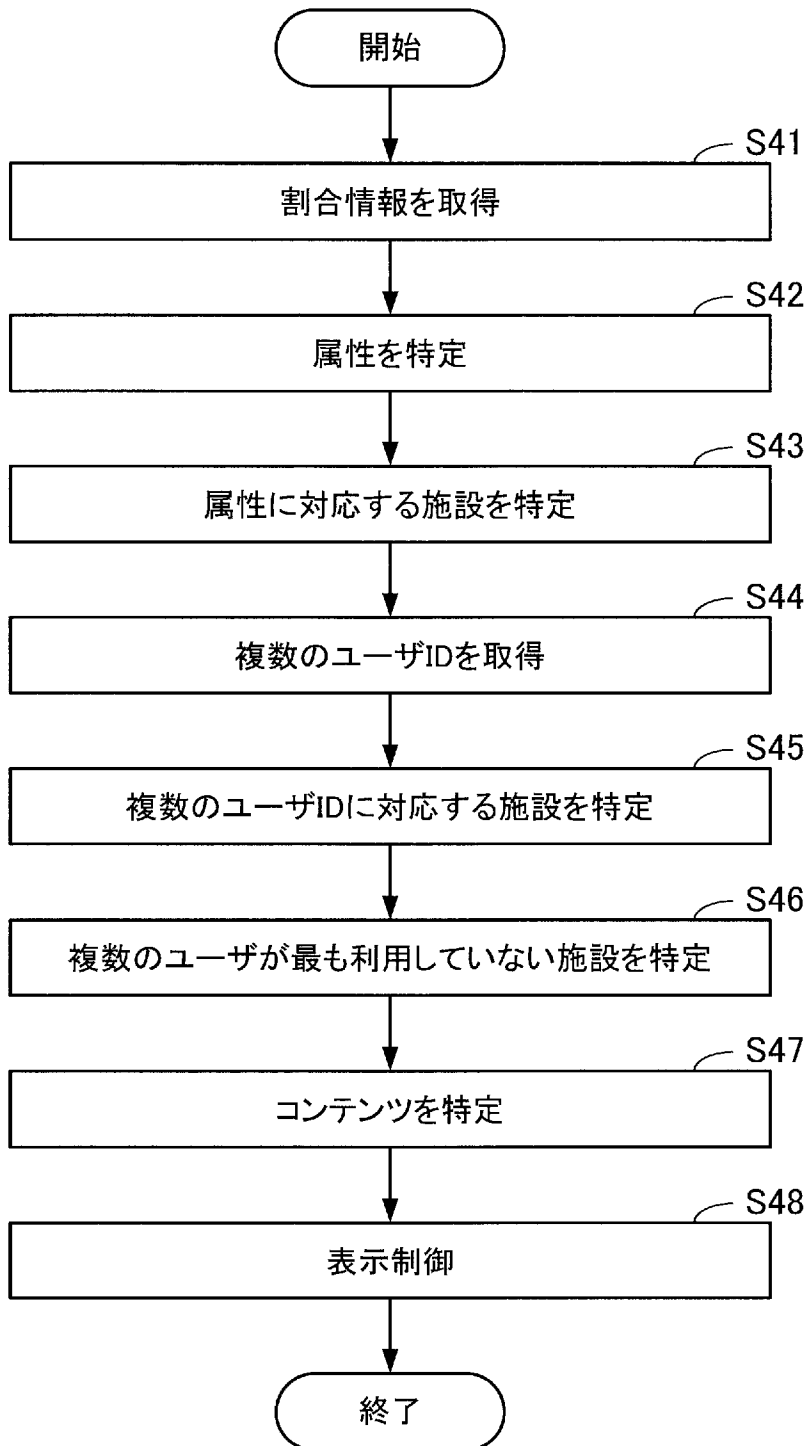 開始
S41
割合情報を取得
S42
属性を特定
S43
属性に対応する施設を特定
S44
複数のユーザIDを取得
S45
複数のユーザIDに対応する施設を特定
S46
複数のユーザが最も利用していない施設を特定
S47
コンテンツを特定
S48
表示制御
終了